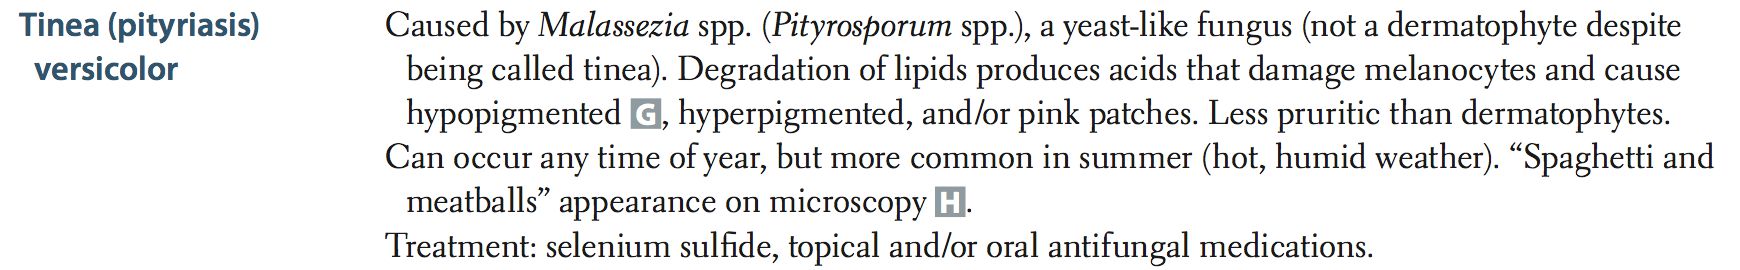 Tinea (pityriasis)
versicolor
Caused by Malassezia spp. (Pityrosporum spp.), a yeast-like fungus (not a dermatophyte despite
being called tinea). Degradation of lipids produces acids that damage melanocytes and cause
hypopigmented G, hyperpigmented, and/or pink patches. Less pruritic than dermatophytes.
Can occur any time of year, but more common in summer (hot, humid weather). “Spaghetti and
meatballs” appearance on microscopy H.
Treatment: selenium sulfide, topical and/or oral antifungal medications.